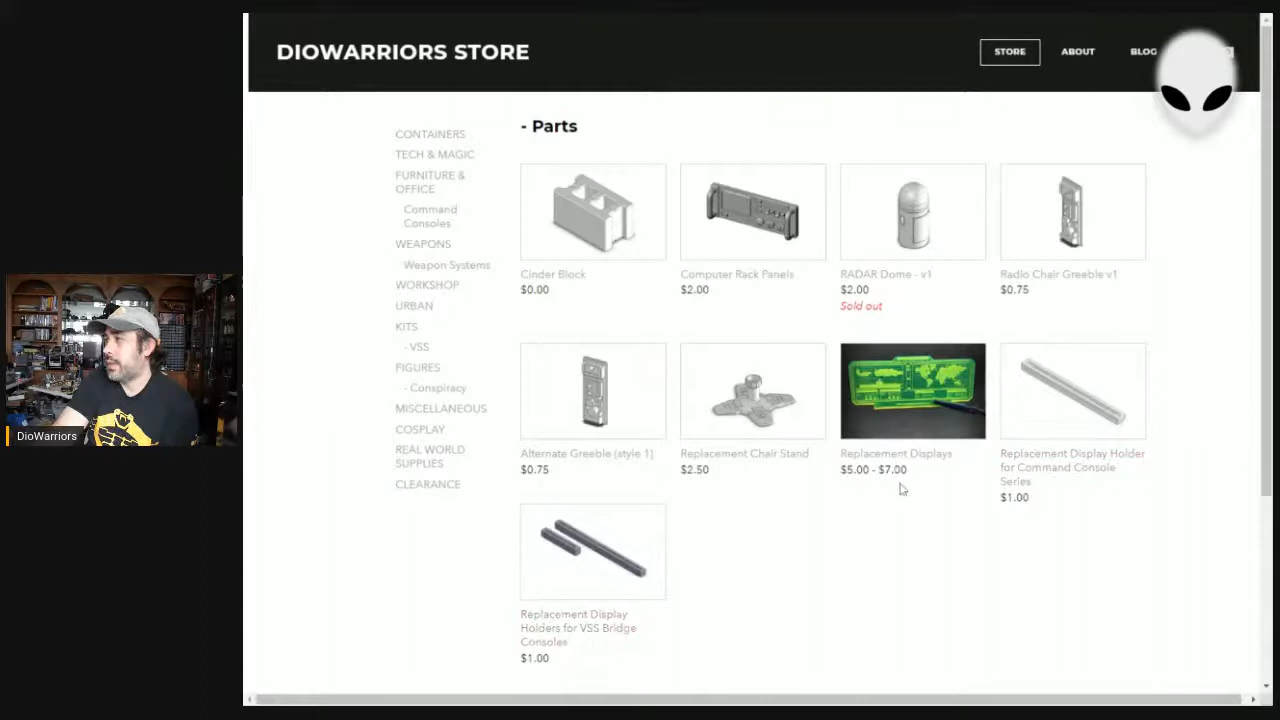 DIOWARRIORS STORE
STORE
ABOUT
BLOG
- Parts
CONTAINERS
TECH & MAGIC
FURNITURE &
OFFICE
Command
Consoles
WEAPONS
Weapon Systems
WORKSHOP
URBAN
KITS
- VSS
FIGURES
- Conspiracy
MISCELLANEOUS
COSPLAY
REAL WORLD
SUPPLIES
CLEARANCE
Cinder Block
$0.00
Computer Rack Panels
$2.00
RADAR Dome - v1
$2.00
Sold out
Radio Chair Greeble v1
$0.75
Alternate Greeble (style 1)
$0.75
Replacement Chair Stand
$2.50
Replacement Displays
$5.00 - $7.00
Replacement Display Holder
for Command Console
Series
$1.00
Replacement Display
Holders for VSS Bridge
Consoles
$1.00
DioWarriors